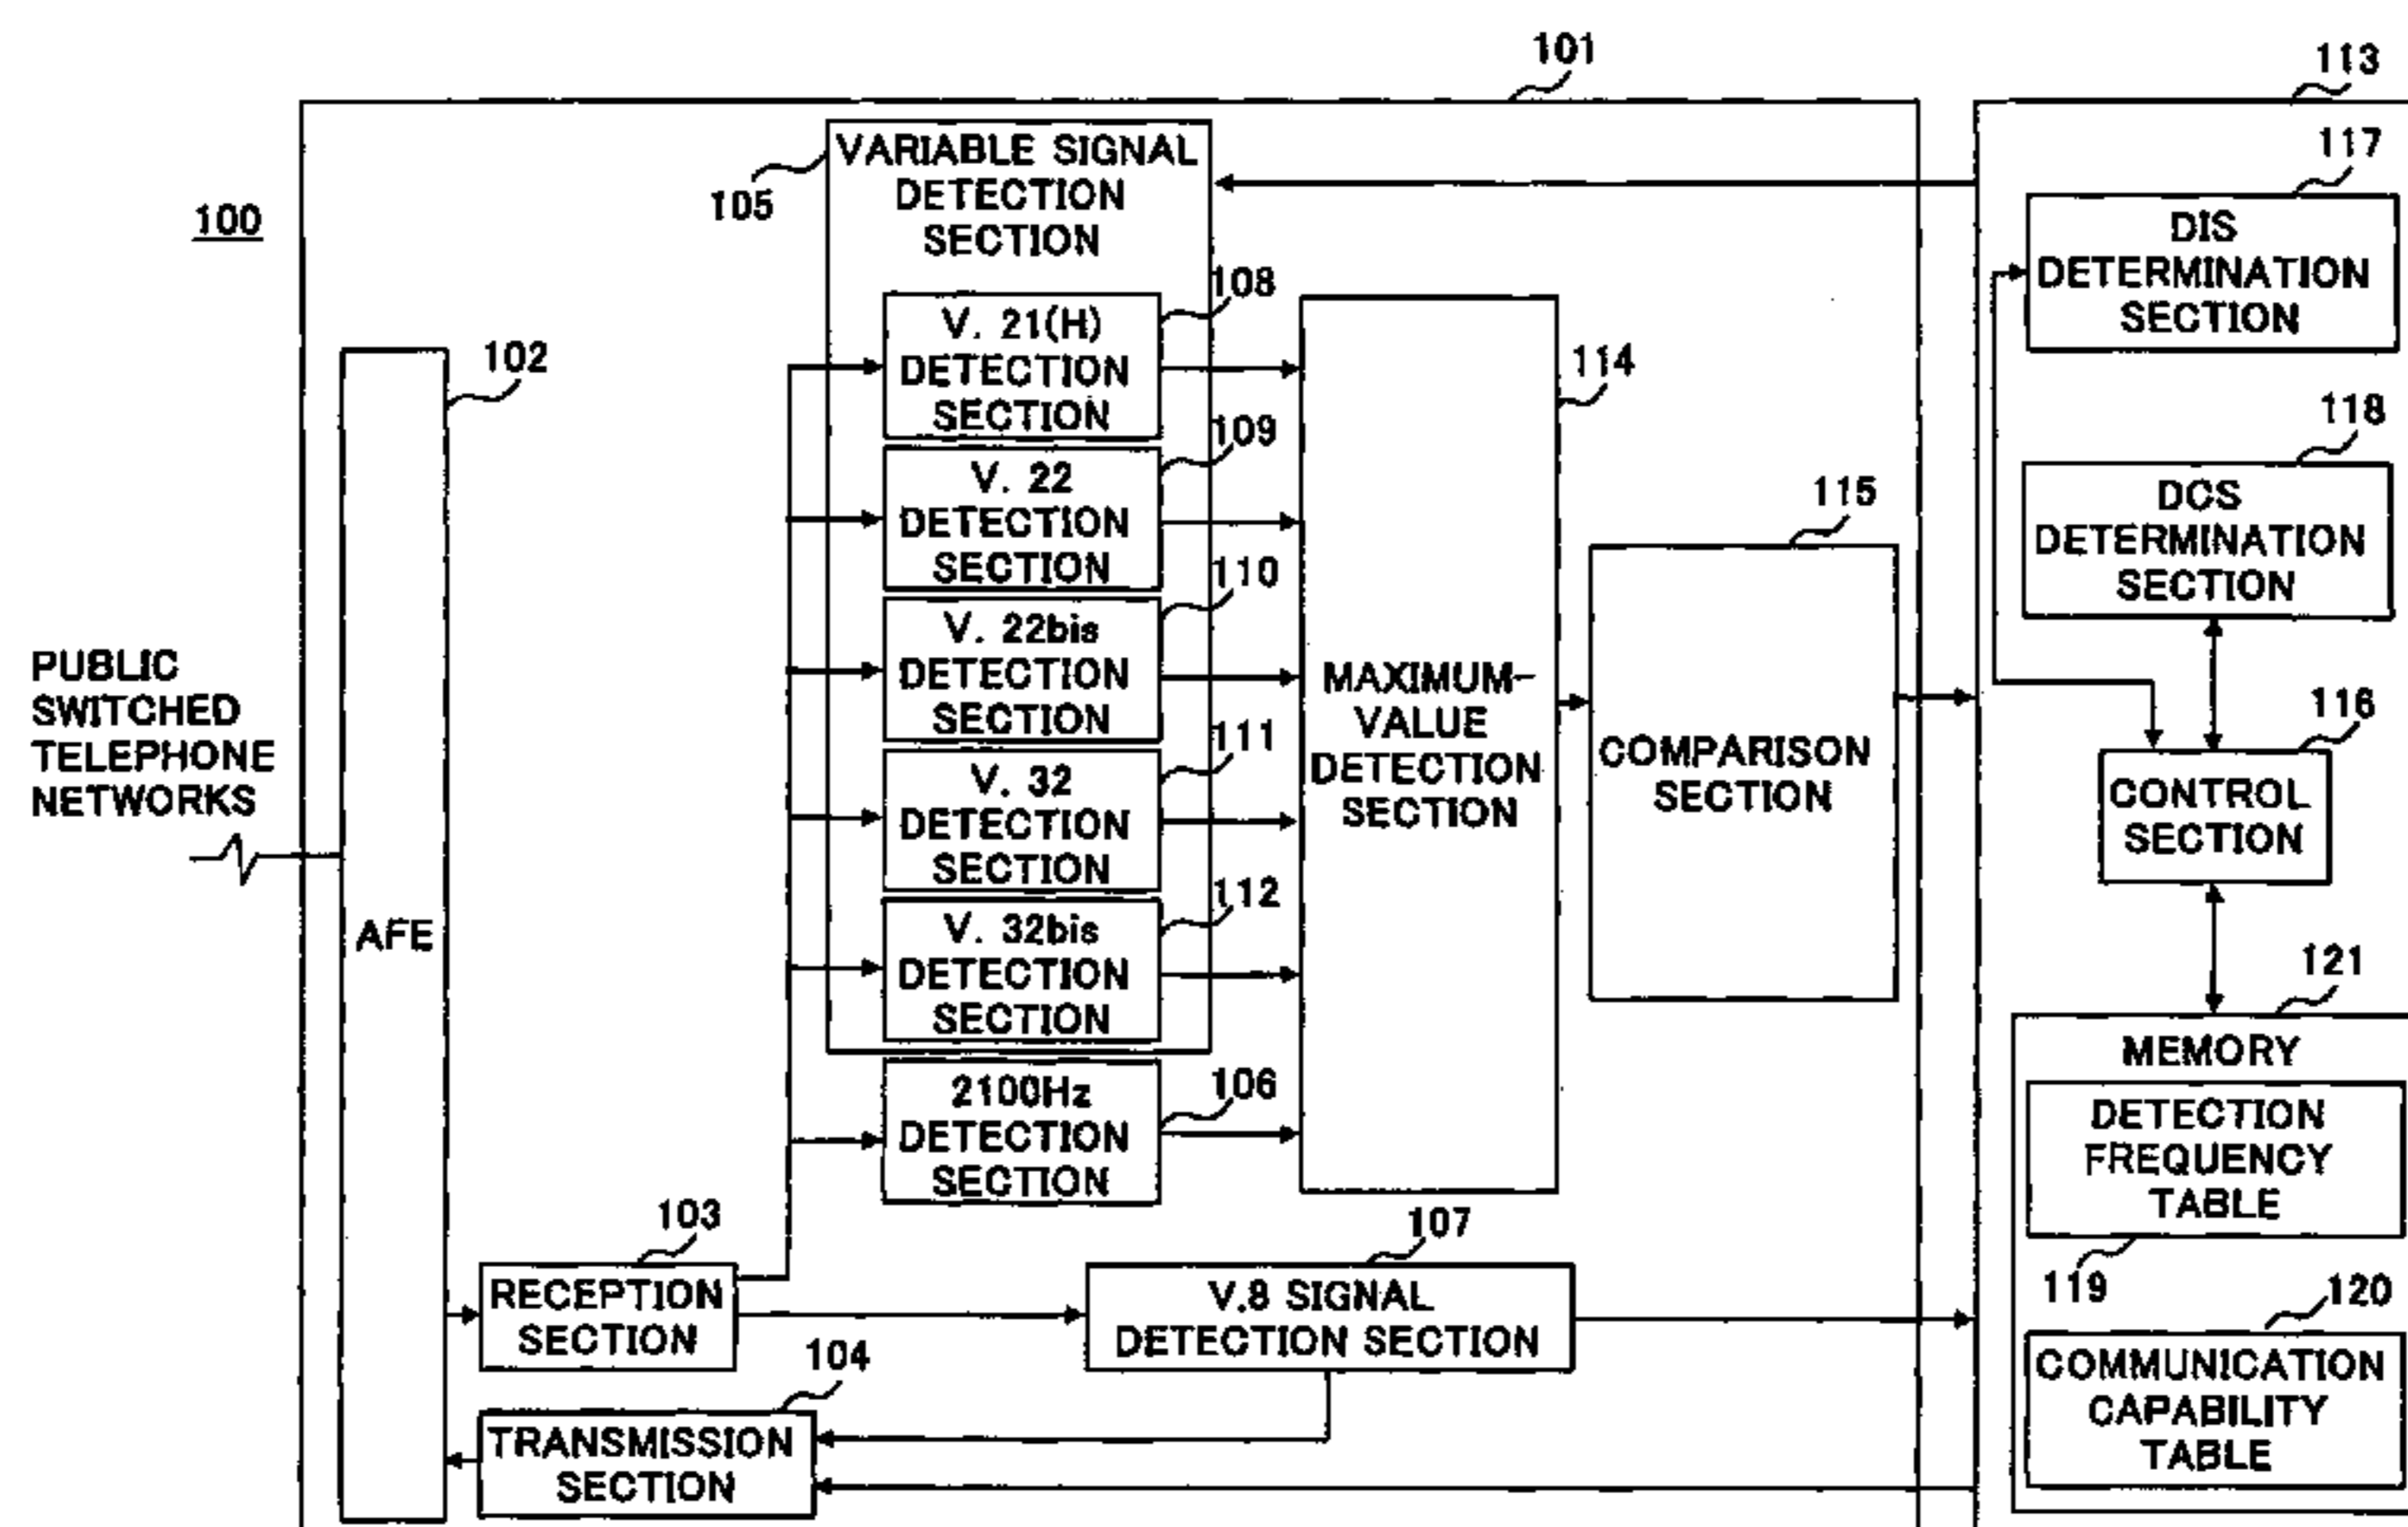 101
113
VARIABLE SIGNAL
DETECTION
SECTION
105
100
117
DIS
DETERMINATION
SECTION
108
V. 21(H)
DETECTION
SECTION
102
114
118
DCS
DETERMINATION
SECTION
109
V. 22
DETECTION
SECTION
115
110
V. 22bis
DETECTION
SECTION
PUBLIC
SWITCHED
TELEPHONE
NETWORKS
MAXIMUM-
VALUE
DETECTION
SECTION
COMPARISON
SECTION
116
CONTROL
SECTION
111
V. 32
DETECTION
SECTION
112
V. 32bis
DETECTION
SECTION
AFE
121
MEMORY
DETECTION
FREQUENCY
TABLE
119
106
2100Hz
DETECTION
SECTION
103
RECEPTION
SECTION
107
V.8 SIGNAL
DETECTION SECTION
120
COMMUNICATION
CAPABILITY
TABLE
104
TRANSMISSION
SECTION